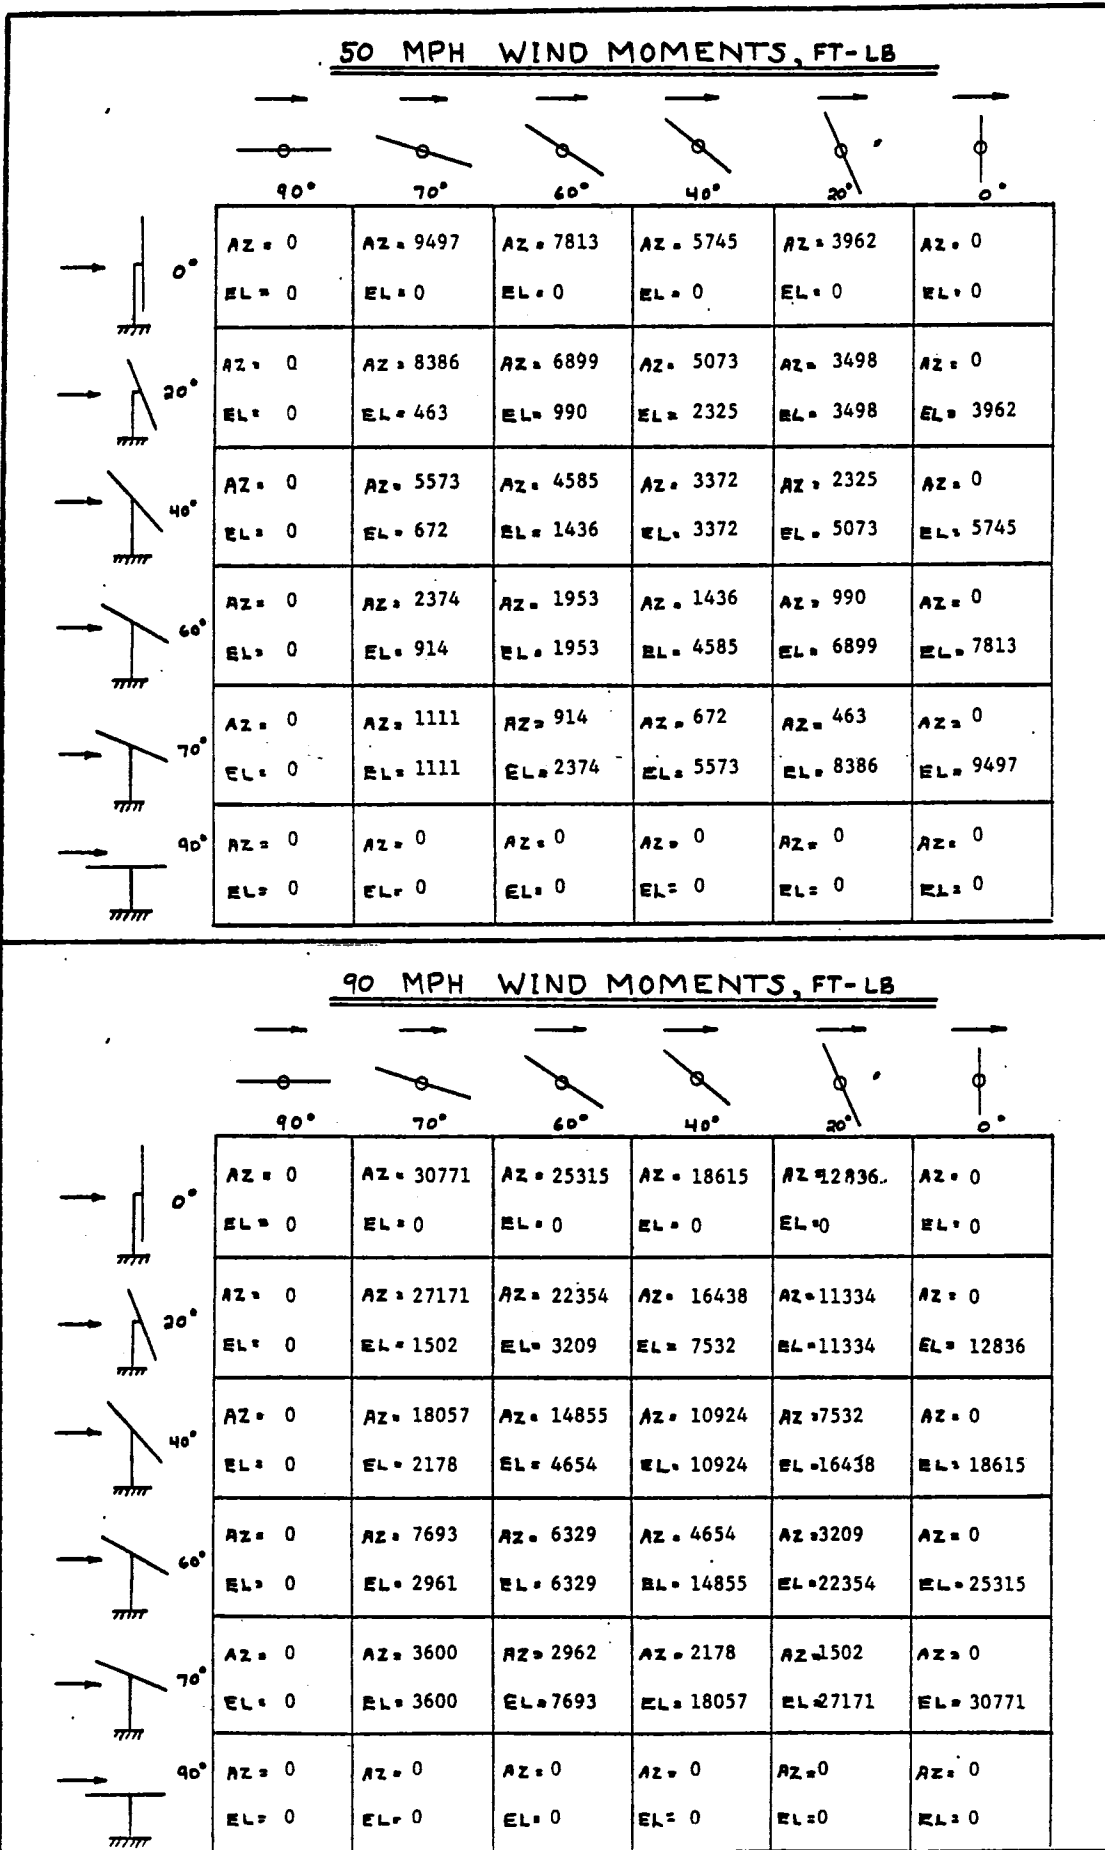 50 MPH WIND MOMENTS, FT-LB
90° 70° 60° 40° 20° 0°
0°
AZ = 0 AZ = 9497 AZ = 7813 AZ = 5745 AZ = 3962 AZ = 0
EL = 0 EL = 0 EL = 0 EL = 0 EL = 0 EL = 0
20°
AZ = 0 AZ = 8386 AZ = 6899 AZ = 5073 AZ = 3498 AZ = 0
EL = 0 EL = 463 EL = 990 EL = 2325 EL = 3498 EL = 3962
40°
AZ = 0 AZ = 5573 AZ = 4585 AZ = 3372 AZ = 2325 AZ = 0
EL = 0 EL = 672 EL = 1436 EL = 3372 EL = 5073 EL = 5745
60°
AZ = 0 AZ = 2374 AZ = 1953 AZ = 1436 AZ = 990 AZ = 0
EL = 0 EL = 914 EL = 1953 EL = 4585 EL = 6899 EL = 7813
70°
AZ = 0 AZ = 1111 AZ = 914 AZ = 672 AZ = 463 AZ = 0
EL = 0 EL = 1111 EL = 2374 EL = 5573 EL = 8386 EL = 9497
90°
AZ = 0 AZ = 0 AZ = 0 AZ = 0 AZ = 0 AZ = 0
EL = 0 EL = 0 EL = 0 EL = 0 EL = 0 EL = 0
90 MPH WIND MOMENTS, FT-LB
90° 70° 60° 40° 20° 0°
0°
AZ = 0 AZ = 30771 AZ = 25315 AZ = 18615 AZ = 12836 AZ = 0
EL = 0 EL = 0 EL = 0 EL = 0 EL = 0 EL = 0
20°
AZ = 0 AZ = 27171 AZ = 22354 AZ = 16438 AZ = 11334 AZ = 0
EL = 0 EL = 1502 EL = 3209 EL = 7532 EL = 11334 EL = 12836
40°
AZ = 0 AZ = 18057 AZ = 14855 AZ = 10924 AZ = 7532 AZ = 0
EL = 0 EL = 2178 EL = 4654 EL = 10924 EL = 16438 EL = 18615
60°
AZ = 0 AZ = 7693 AZ = 6329 AZ = 4654 AZ = 3209 AZ = 0
EL = 0 EL = 2961 EL = 6329 EL = 14855 EL = 22354 EL = 25315
70°
AZ = 0 AZ = 3600 AZ = 2962 AZ = 2178 AZ = 1502 AZ = 0
EL = 0 EL = 3600 EL = 7693 EL = 18057 EL = 27171 EL = 30771
90°
AZ = 0 AZ = 0 AZ = 0 AZ = 0 AZ = 0 AZ = 0
EL = 0 EL = 0 EL = 0 EL = 0 EL = 0 EL = 0